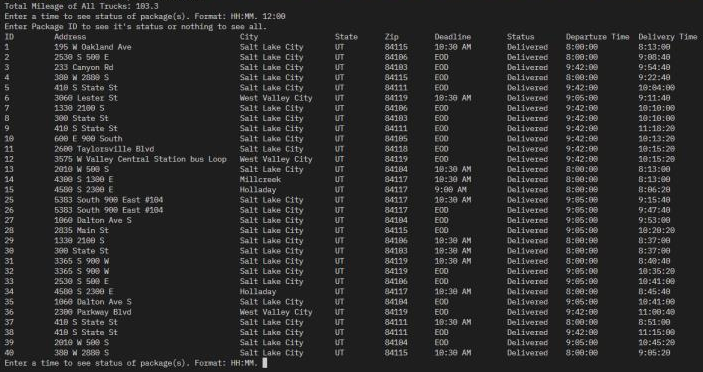 Total Mileage of All Trucks: 103.3
Enter a time to see status of package(s). Format: HH:MM. 12:00
Enter Package ID to see it's status or nothing to see all.
ID Address City State Zip Deadline Status Departure Time Delivery Time
1 195 W Oakland Ave Salt Lake City UT 84115 10:30 AM Delivered 8:00:00 8:13:00
2 2530 S 500 E Salt Lake City UT 84106 EOD Delivered 9:05:00 9:08:40
3 233 Canyon Rd Salt Lake City UT 84103 EOD Delivered 9:42:00 9:54:40
4 380 W 2880 S Salt Lake City UT 84115 EOD Delivered 8:00:00 9:22:40
5 410 S State St Salt Lake City UT 84111 EOD Delivered 9:42:00 10:04:00
6 3060 Lester St West Valley City UT 84119 10:30 AM Delivered 9:05:00 9:11:40
7 1330 2100 S Salt Lake City UT 84106 EOD Delivered 9:42:00 10:10:00
8 300 State St Salt Lake City UT 84103 EOD Delivered 9:42:00 10:10:00
9 410 S State St Salt Lake City UT 84111 EOD Delivered 9:42:00 11:18:20
10 600 E 900 South Salt Lake City UT 84105 EOD Delivered 9:42:00 10:13:20
11 2600 Taylorsville Blvd Salt Lake City UT 84118 EOD Delivered 9:42:00 10:15:20
12 3575 W Valley Central Station bus Loop West Valley City UT 84119 EOD Delivered 9:42:00 10:15:20
13 2010 W 500 S Salt Lake City UT 84104 10:30 AM Delivered 8:00:00 8:13:00
14 4300 S 1300 E Millcreek UT 84117 10:30 AM Delivered 8:00:00 8:13:00
15 4580 S 2300 E Holladay UT 84117 9:00 AM Delivered 8:00:00 8:06:20
25 5383 South 900 East #104 Salt Lake City UT 84117 10:30 AM Delivered 9:05:00 9:15:40
26 5383 South 900 East #104 Salt Lake City UT 84117 EOD Delivered 9:05:00 9:47:40
27 1060 Dalton Ave S Salt Lake City UT 84104 EOD Delivered 9:05:00 9:53:00
28 2835 Main St Salt Lake City UT 84115 EOD Delivered 9:05:00 10:20:20
29 1330 2100 S Salt Lake City UT 84106 10:30 AM Delivered 8:00:00 8:37:00
30 300 State St Salt Lake City UT 84103 10:30 AM Delivered 8:00:00 8:37:00
31 3365 S 900 W Salt Lake City UT 84119 10:30 AM Delivered 8:00:00 8:40:40
32 3365 S 900 W Salt Lake City UT 84119 EOD Delivered 9:05:00 10:35:20
33 2530 S 500 E Salt Lake City UT 84106 EOD Delivered 9:05:00 10:41:00
34 4580 S 2300 E Holladay UT 84117 10:30 AM Delivered 8:00:00 8:45:40
35 1060 Dalton Ave S Salt Lake City UT 84104 EOD Delivered 9:05:00 10:41:00
36 2300 Parkway Blvd West Valley City UT 84119 EOD Delivered 9:42:00 11:00:40
37 410 S State St Salt Lake City UT 84111 10:30 AM Delivered 8:00:00 8:51:00
38 410 S State St Salt Lake City UT 84111 EOD Delivered 9:42:00 11:15:00
39 2010 W 500 S Salt Lake City UT 84104 EOD Delivered 9:05:00 10:45:20
40 380 W 2880 S Salt Lake City UT 84115 10:30 AM Delivered 8:00:00 9:05:20
Enter a time to see status of package(s). Format: HH:MM.